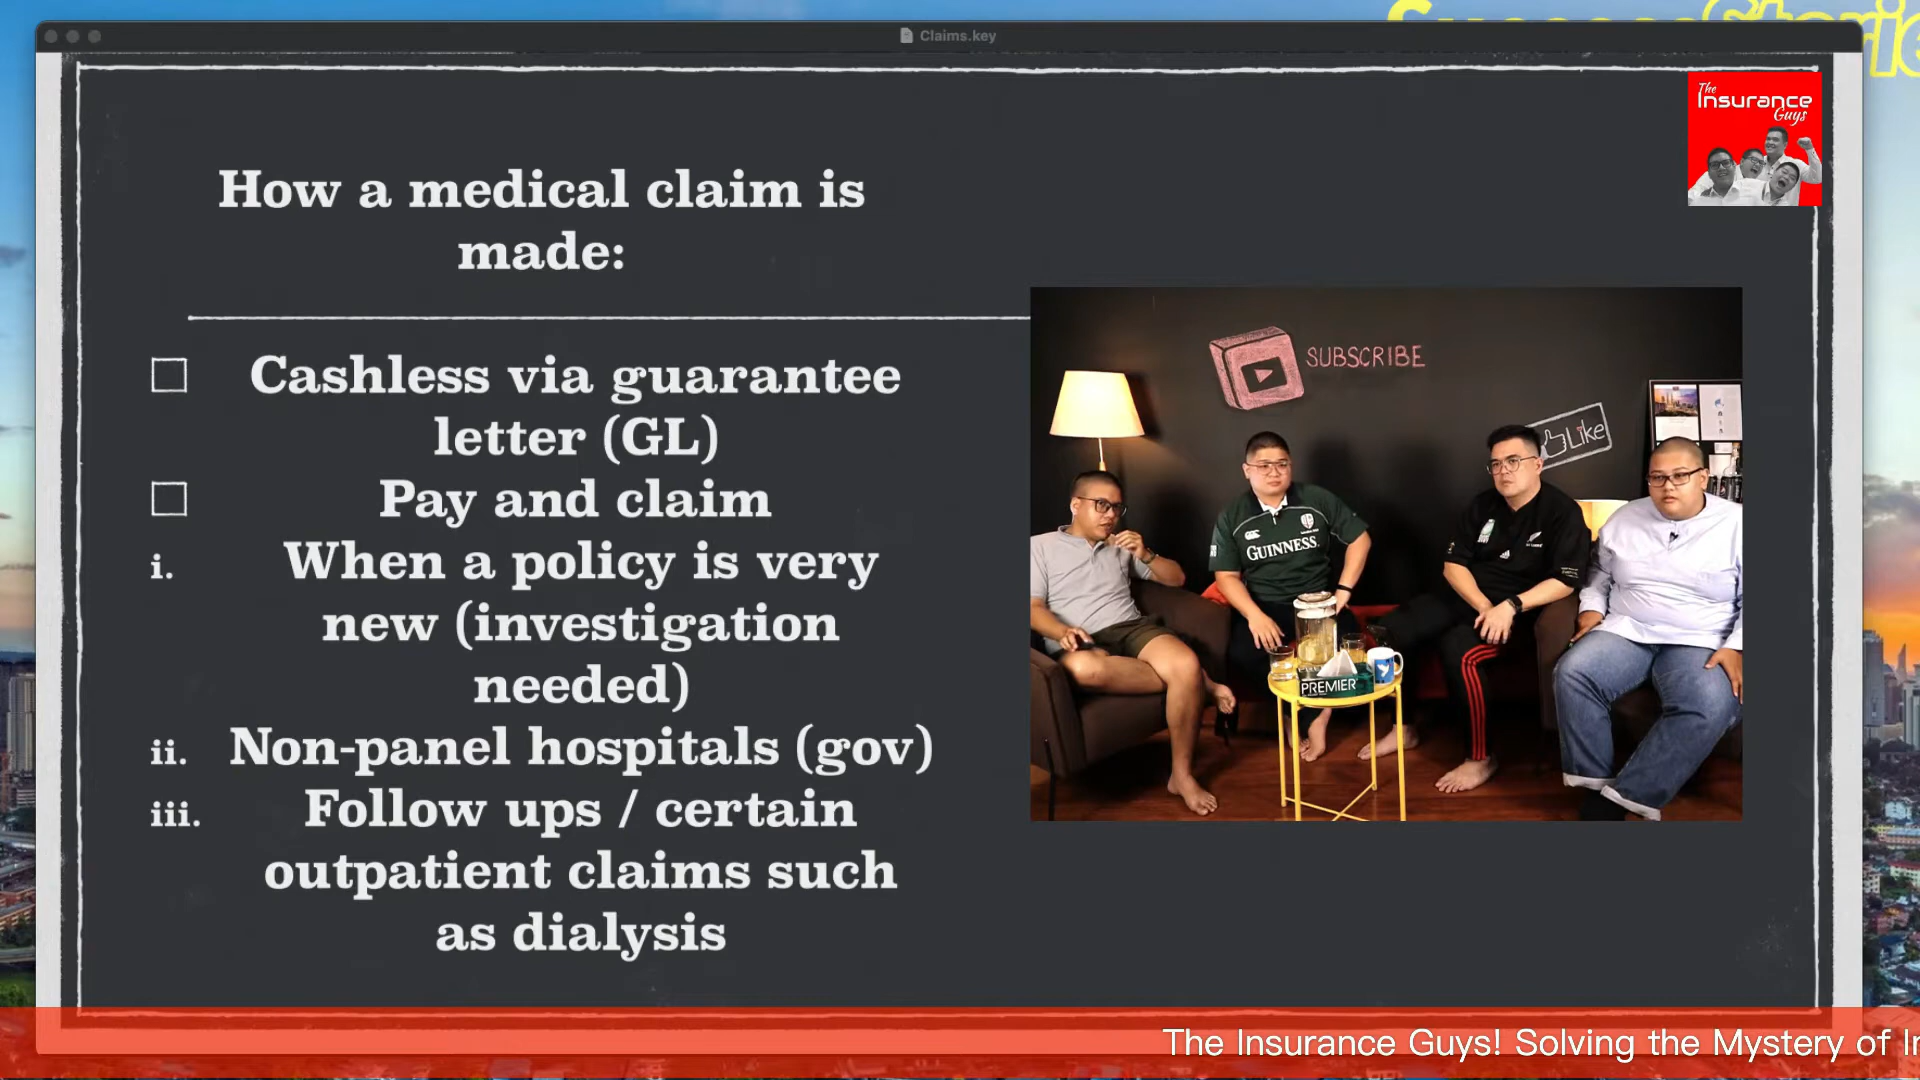 SuccessStorie
Claims.key
The
Insurance
Guys
How a medical claim is
made:
Cashless via guarantee
letter (GL)
Pay and claim
i. When a policy is very
new (investigation
needed)
ii. Non-panel hospitals (gov)
iii. Follow ups / certain
outpatient claims such
as dialysis
SUBSCRIBE
Like
GUINNESS
PREMIER
The Insurance Guys! Solving the Mystery of In